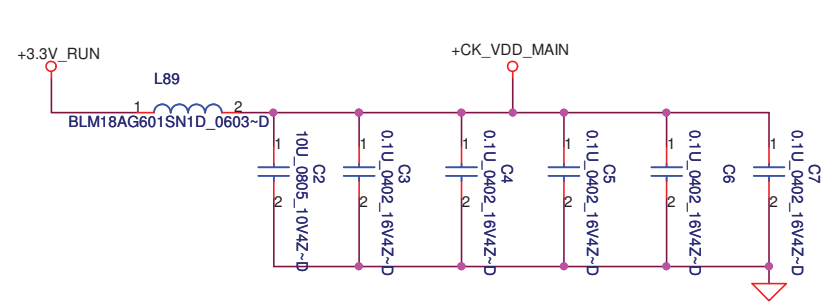 +3.3V_RUN
+CK_VDD_MAIN
L89
1
2
BLM18AG601SN1D_0603~D
1
2
10U_0805_10V4Z~D
C2
1
2
0.1U_0402_16V4Z~D
C3
1
2
0.1U_0402_16V4Z~D
C4
1
2
0.1U_0402_16V4Z~D
C5
1
2
0.1U_0402_16V4Z~D
C6
1
2
0.1U_0402_16V4Z~D
C7